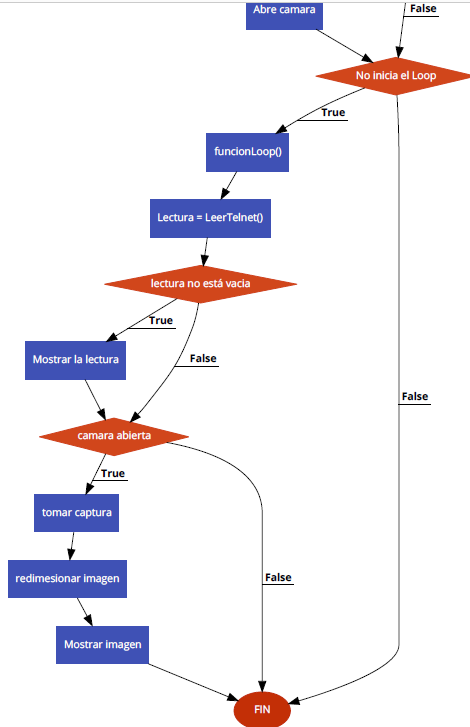 Abre camara
False
No inicia el Loop
True
funcionLoop()
Lectura = LeerTelnet()
lectura no está vacia
True
False
Mostrar la lectura
False
camara abierta
True
tomar captura
redimesionar imagen
False
Mostrar imagen
FIN